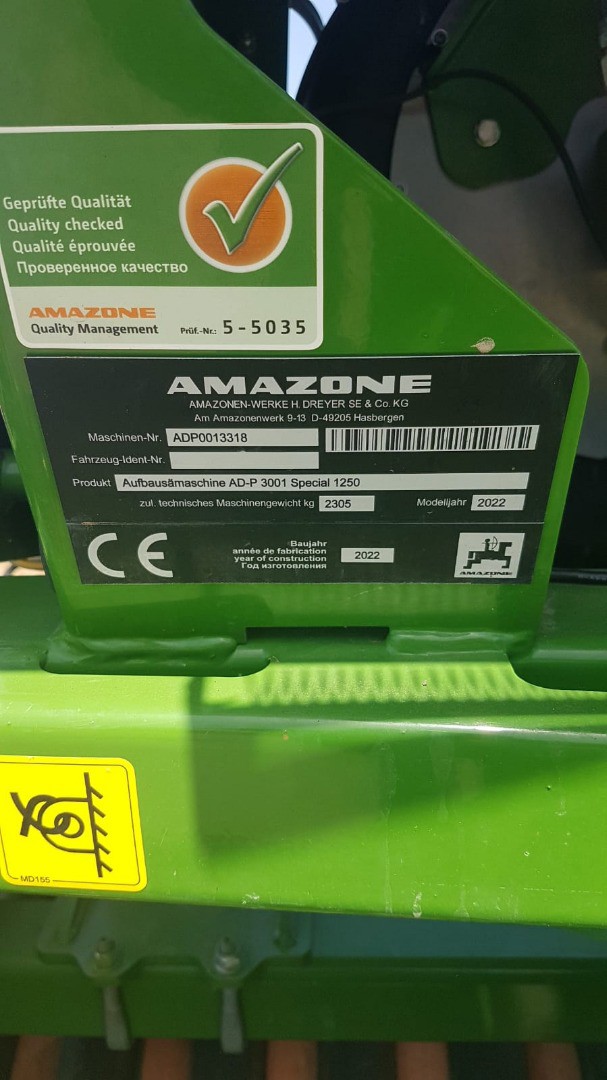 Geprüfte Qualität
Quality checked
Qualité éprouvée
Проверенное качество
AMAZONE
Quality Management Prüf.-Nr.: 5-5035
AMAZONE
AMAZONEN-WERKE H. DREYER SE & Co. KG
Am Amazonenwerk 9-13 D-49205 Hasbergen
Maschinen-Nr. ADP0013318
Fahrzeug-Ident-Nr.
Produkt Aufbausämaschine AD-P 3001 Special 1250
zul. technisches Maschinengewicht kg 2305 Modelljahr 2022
CE
Baujahr
année de fabrication
year of construction 2022
Год изготовления
AMAZONE
MD155